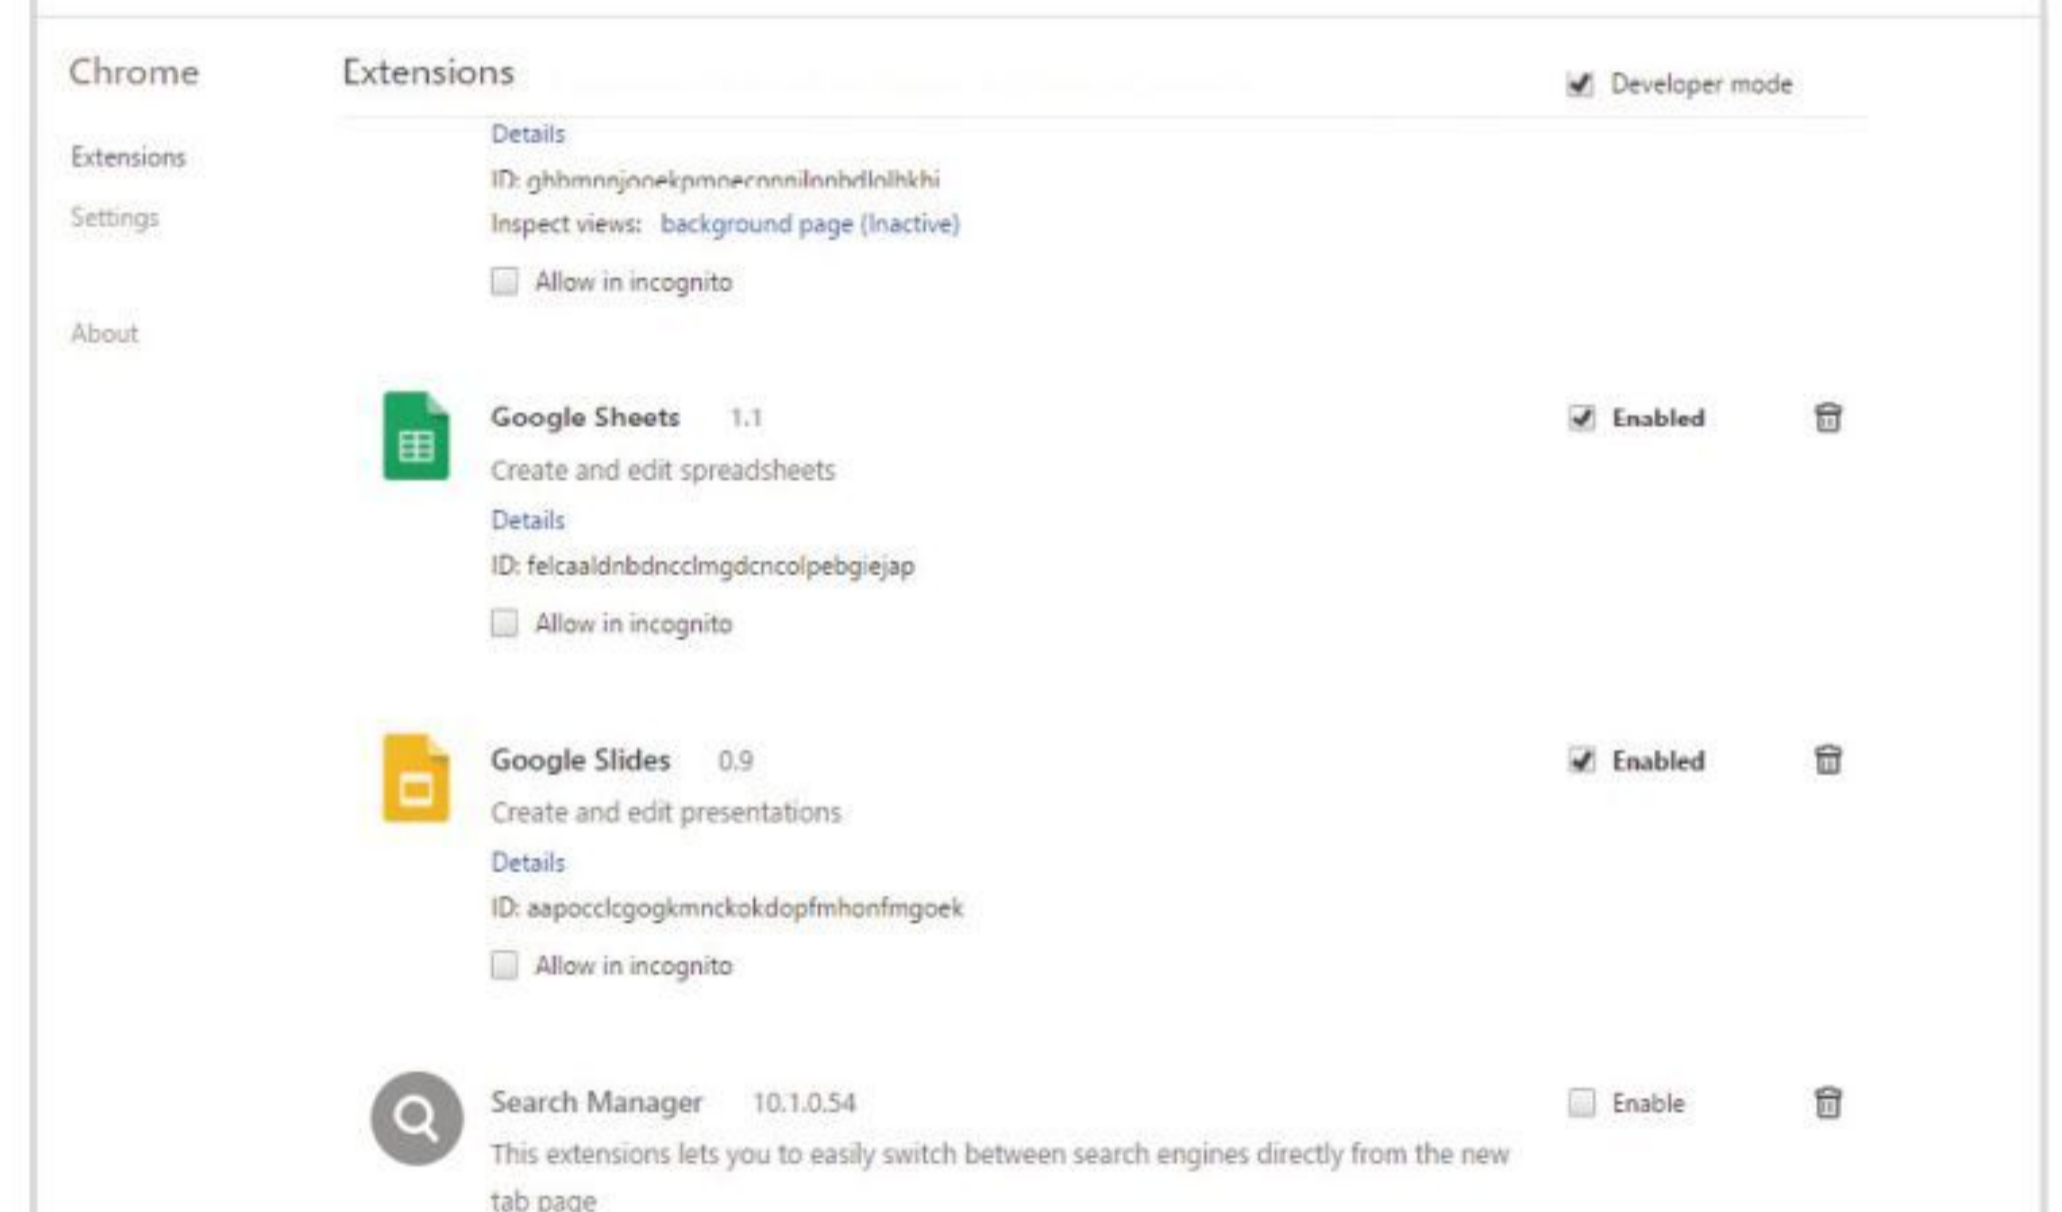 Chrome
Extensions
Developer mode
Extensions
Settings
About
Details
ID:
Inspect views: background page (Inactive)
Allow in incognito
Google Sheets 1.1
Enabled
Create and edit spreadsheets
Details
ID: felcaaldnbdncclmgdcncolpebgiejap
Allow in incognito
Google Slides 0.9
Enabled
Create and edit presentations
Details
ID: aapocclcgogkmnckokdopfmhonfmgoek
Allow in incognito
Search Manager 10.1.0.54
Enable
This extensions lets you to easily switch between search engines directly from the new
tab page